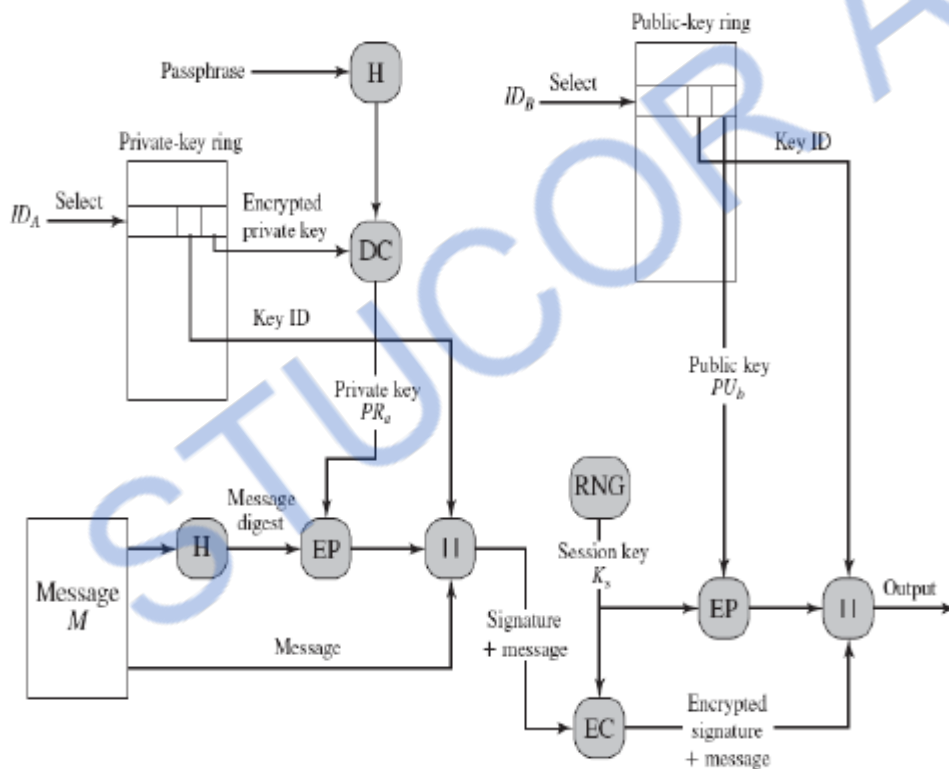 Public-key ring
Passphrase
H
ID_B
Select
Key ID
Private-key ring
ID_A
Select
Encrypted
private key
DC
Key ID
Private key
PR_a
Public key
PU_b
RNG
Message
digest
Session key
K_s
Message
M
H
EP
||
EP
||
Output
Message
Signature
+ message
EC
Encrypted
signature
+ message
STUCOR A